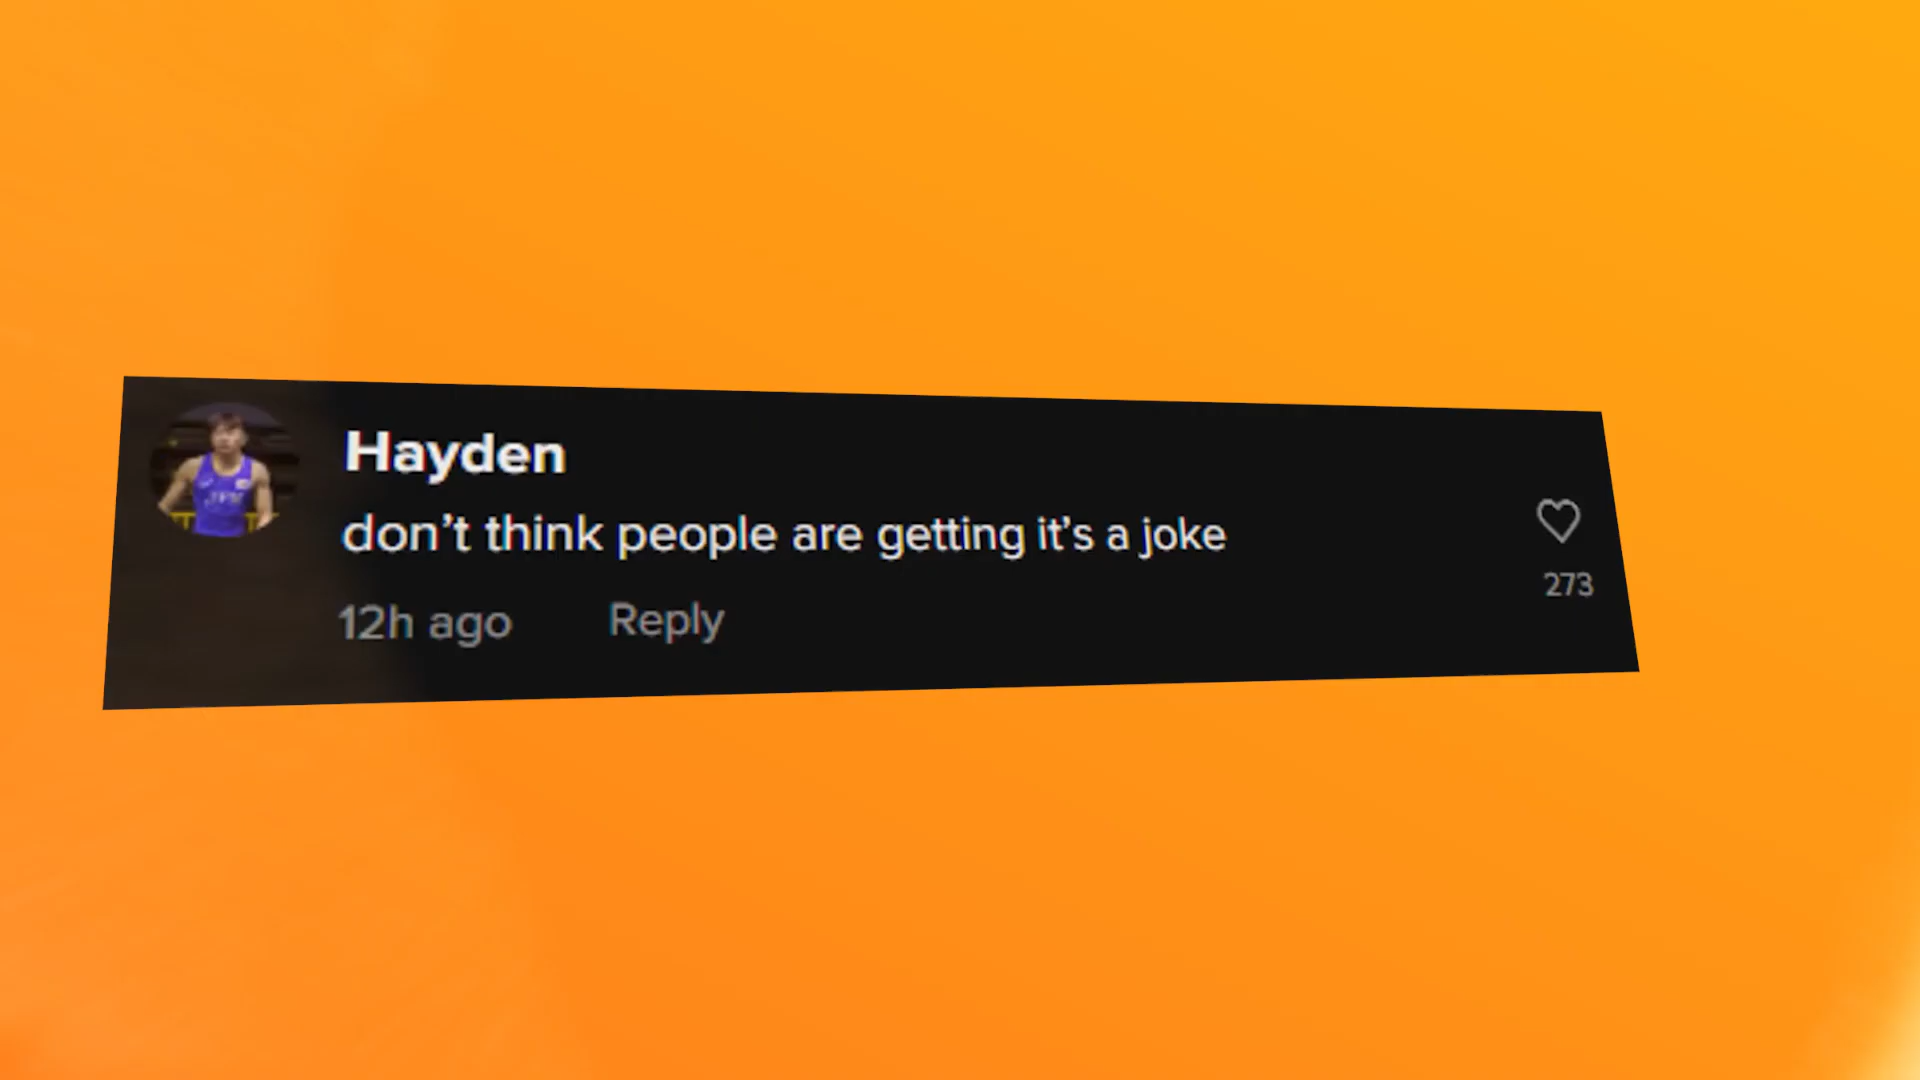 Hayden
don't think people are getting it's a joke
273
12h ago Reply